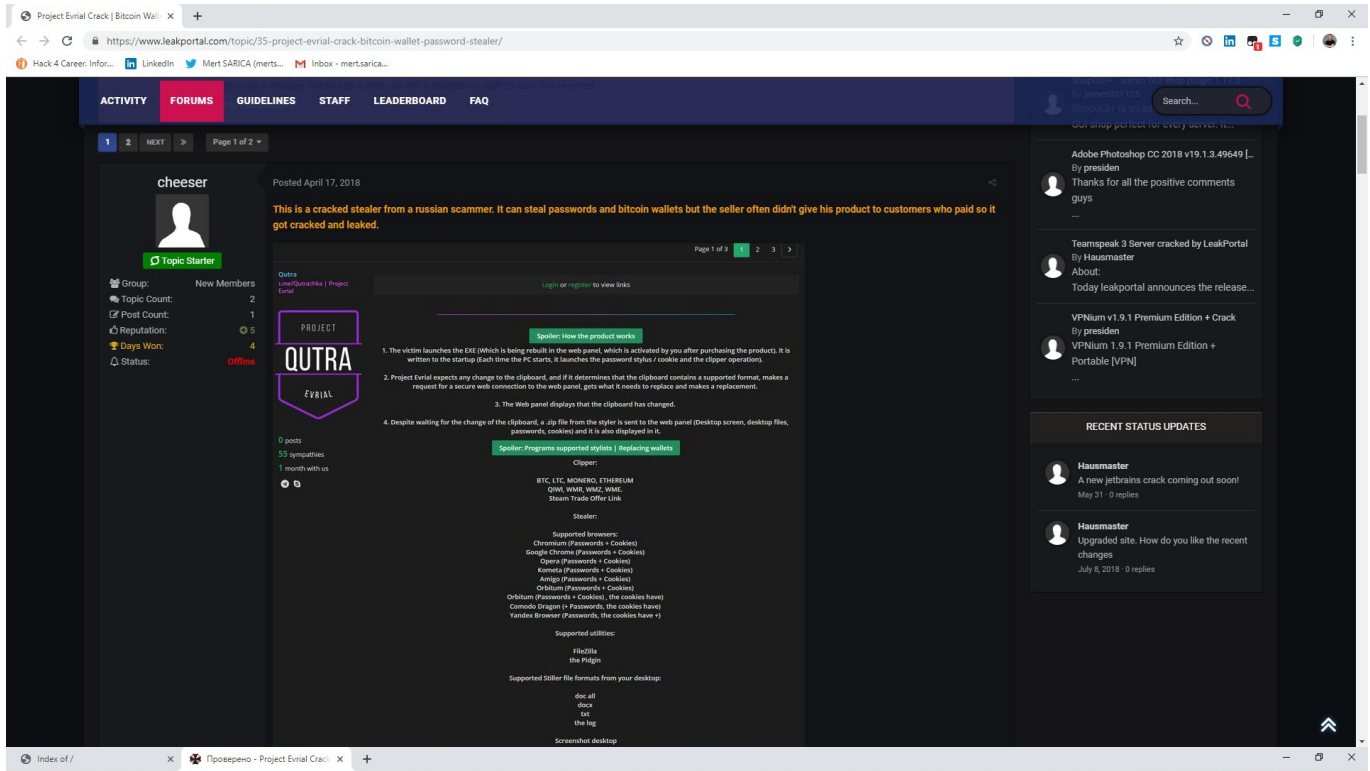 Project Evrial Crack | Bitcoin Wall
https://www.leakportal.com/topic/35-project-evrial-crack-bitcoin-wallet-password-stealer/
Hack 4 Career. Infor...
LinkedIn
Mert SARICA (merts...
Inbox - mert.sarica...
ACTIVITY
FORUMS
GUIDELINES
STAFF
LEADERBOARD
FAQ
Search...
1 2 NEXT Page 1 of 2
cheeser
Topic Starter
Group: New Members
Topic Count: 2
Post Count: 1
Reputation: 5
Days Won: 4
Status: Offline
Posted April 17, 2018
This is a cracked stealer from a russian scammer. It can steal passwords and bitcoin wallets but the seller often didn't give his product to customers who paid so it
got cracked and leaked.
Page 1 of 3 1 2 3
Qutra
Lime/Qutrachka | Project
Evrial
PROJECT
QUTRA
EVRIAL
0 posts
55 sympathies
1 month with us
Login or register to view links
Spoiler: How the product works
1. The victim launches the EXE (Which is being rebuilt in the web panel, which is activated by you after purchasing the product). It is
written to the startup (Each time the PC starts, it launches the password stylus / cookie and the clipper operation).
2. Project Evrial expects any change to the clipboard, and if it determines that the clipboard contains a supported format, makes a
request for a secure web connection to the web panel, gets what it needs to replace and makes a replacement.
3. The Web panel displays that the clipboard has changed.
4. Despite waiting for the change of the clipboard, a .zip file from the styler is sent to the web panel (Desktop screen, desktop files,
passwords, cookies) and it is also displayed in it.
Spoiler: Programs supported stylists | Replacing wallets
Clipper:
BTC, LTC, MONERO, ETHEREUM
QIWI, WMR, WMZ, WME.
Steam Trade Offer Link
Stealer:
Supported browsers:
Chromium (Passwords + Cookies)
Google Chrome (Passwords + Cookies)
Opera (Passwords + Cookies)
Kometa (Passwords + Cookies)
Amigo (Passwords + Cookies)
Orbitum (Passwords + Cookies)
Orbitum (Passwords + Cookies) , the cookies have)
Comodo Dragon (+ Passwords, the cookies have)
Yandex Browser (Passwords, the cookies have +)
Supported utilities:
FileZilla
the Pidgin
Supported Stiller file formats from your desktop:
doc all
docx
txt
the log
Screenshot desktop
By james831126
GUI shop perfect for every server. It...
Adobe Photoshop CC 2018 v19.1.3.49649 [...
By presiden
Thanks for all the positive comments
guys
...
Teamspeak 3 Server cracked by LeakPortal
By Hausmaster
About:
Today leakportal announces the release...
VPNium v1.9.1 Premium Edition + Crack
By presiden
VPNium 1.9.1 Premium Edition +
Portable [VPN]
...
RECENT STATUS UPDATES
Hausmaster
A new jetbrains crack coming out soon!
May 31 · 0 replies
Hausmaster
Upgraded site. How do you like the recent
changes
July 8, 2018 · 0 replies
Index of /
Проверено - Project Evrial Crack